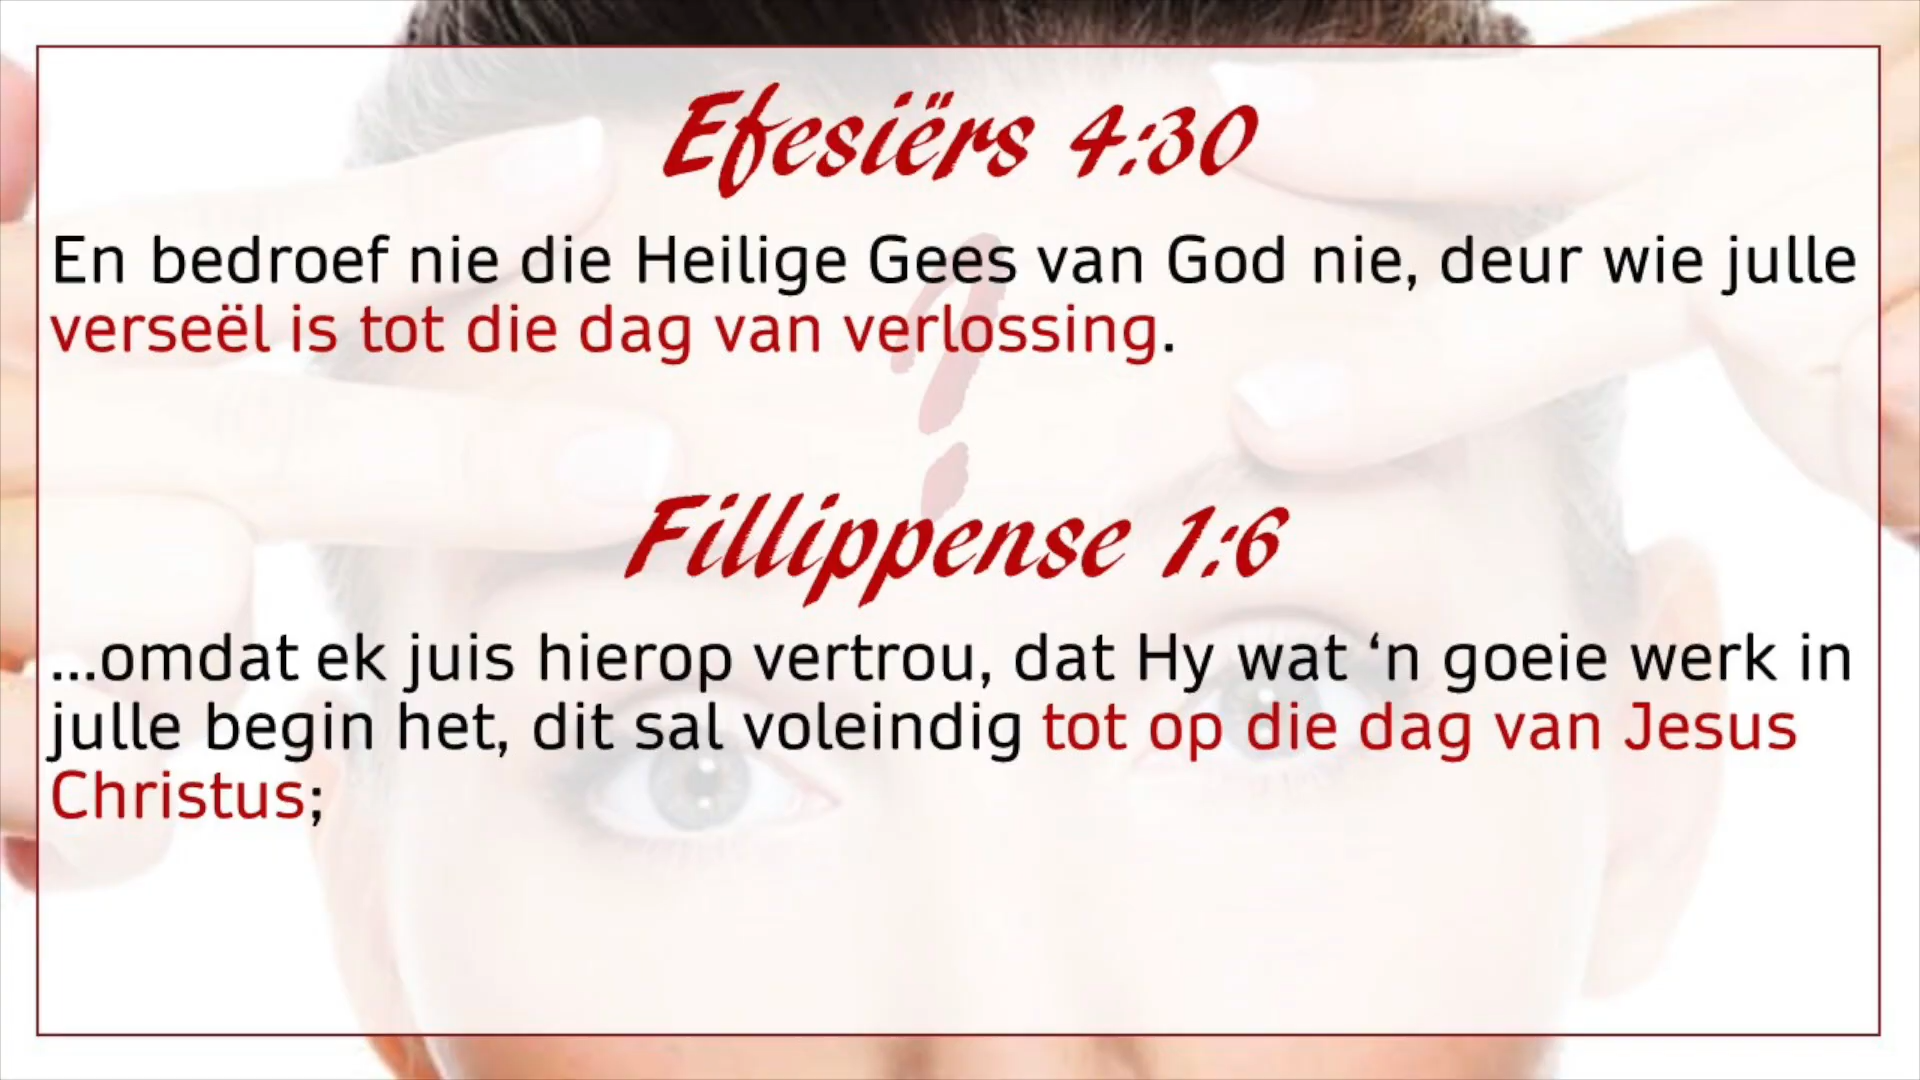 Efesiërs 4:30
En bedroef nie die Heilige Gees van God nie, deur wie julle
verseël is tot die dag van verlossing.
?
Fillippense 1:6
...omdat ek juis hierop vertrou, dat Hy wat ‘n goeie werk in
julle begin het, dit sal voleindig tot op die dag van Jesus
Christus;